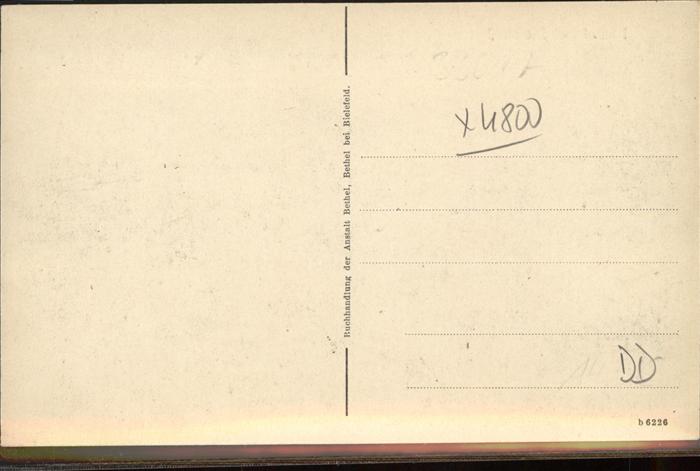 x4800
Buchhandlung der Anstalt Bethel, Bethel bei Bielefeld.
DD
b 6226